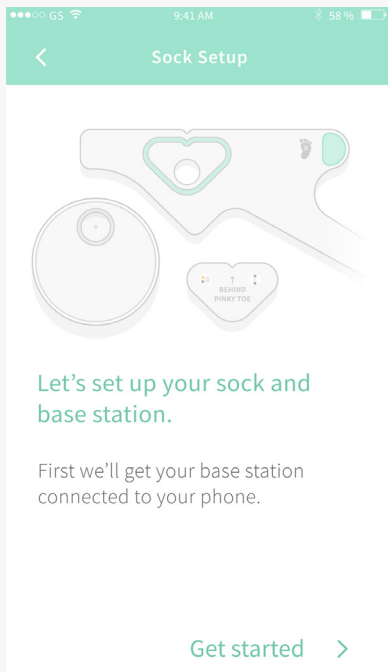 GS 9:41 AM 58 %
Sock Setup
BEHIND
PINKY TOE
Let’s set up your sock and
base station.
First we’ll get your base station
connected to your phone.
Get started